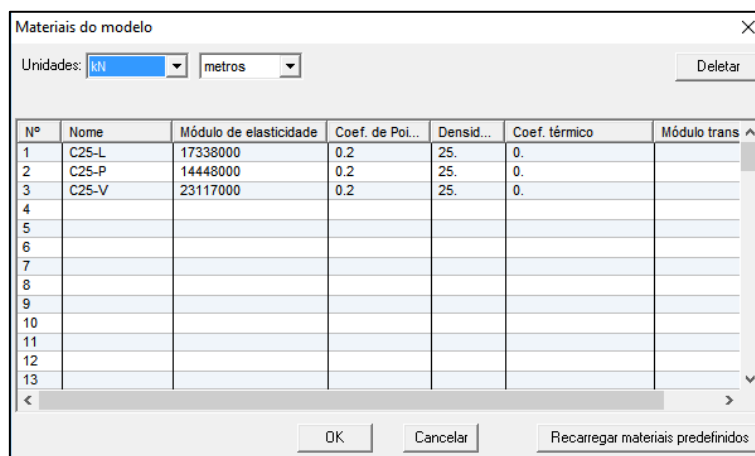 Materiais do modelo
Unidades: kN metros Deletar
Nº Nome Módulo de elasticidade Coef. de Poi... Densid... Coef. térmico Módulo trans
1 C25-L 17338000 0.2 25. 0.
2 C25-P 14448000 0.2 25. 0.
3 C25-V 23117000 0.2 25. 0.
4
5
6
7
8
9
10
11
12
13
OK Cancelar Recarregar materiais predefinidos